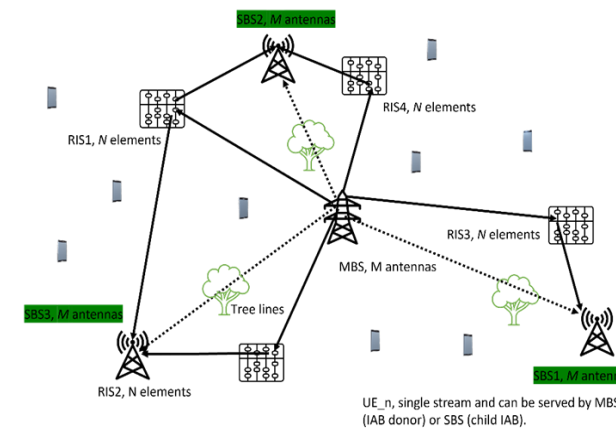 SBS2, M antennas
RIS4, N elements
RIS1, N elements
RIS3, N elements
MBS, M antennas
Tree lines
SBS3, M antennas
RIS2, N elements
SBS1, M antenn
UE_n, single stream and can be served by MBS
(IAB donor) or SBS (child IAB).